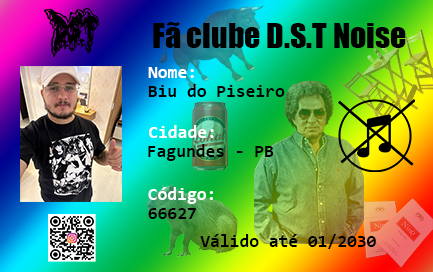 D.S.T
Fã clube D.S.T Noise
Nome:
Biu do Piseiro
Cidade:
Fagundes - PB
Código:
66627
Válido até 01/2030